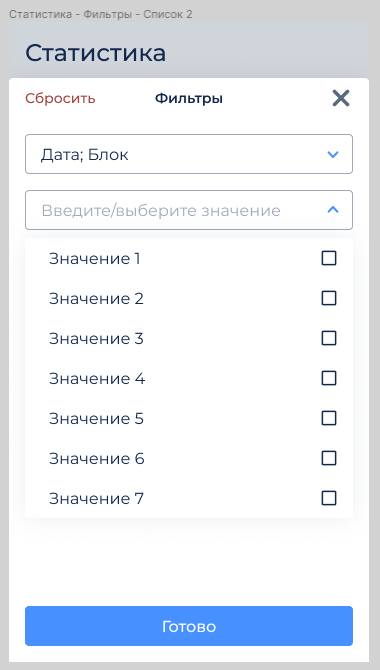 Статистика - Фильтры - Список 2
Статистика
Сбросить Фильтры
Дата; Блок
Введите/выберите значение
Значение 1
Значение 2
Значение 3
Значение 4
Значение 5
Значение 6
Значение 7
Готово